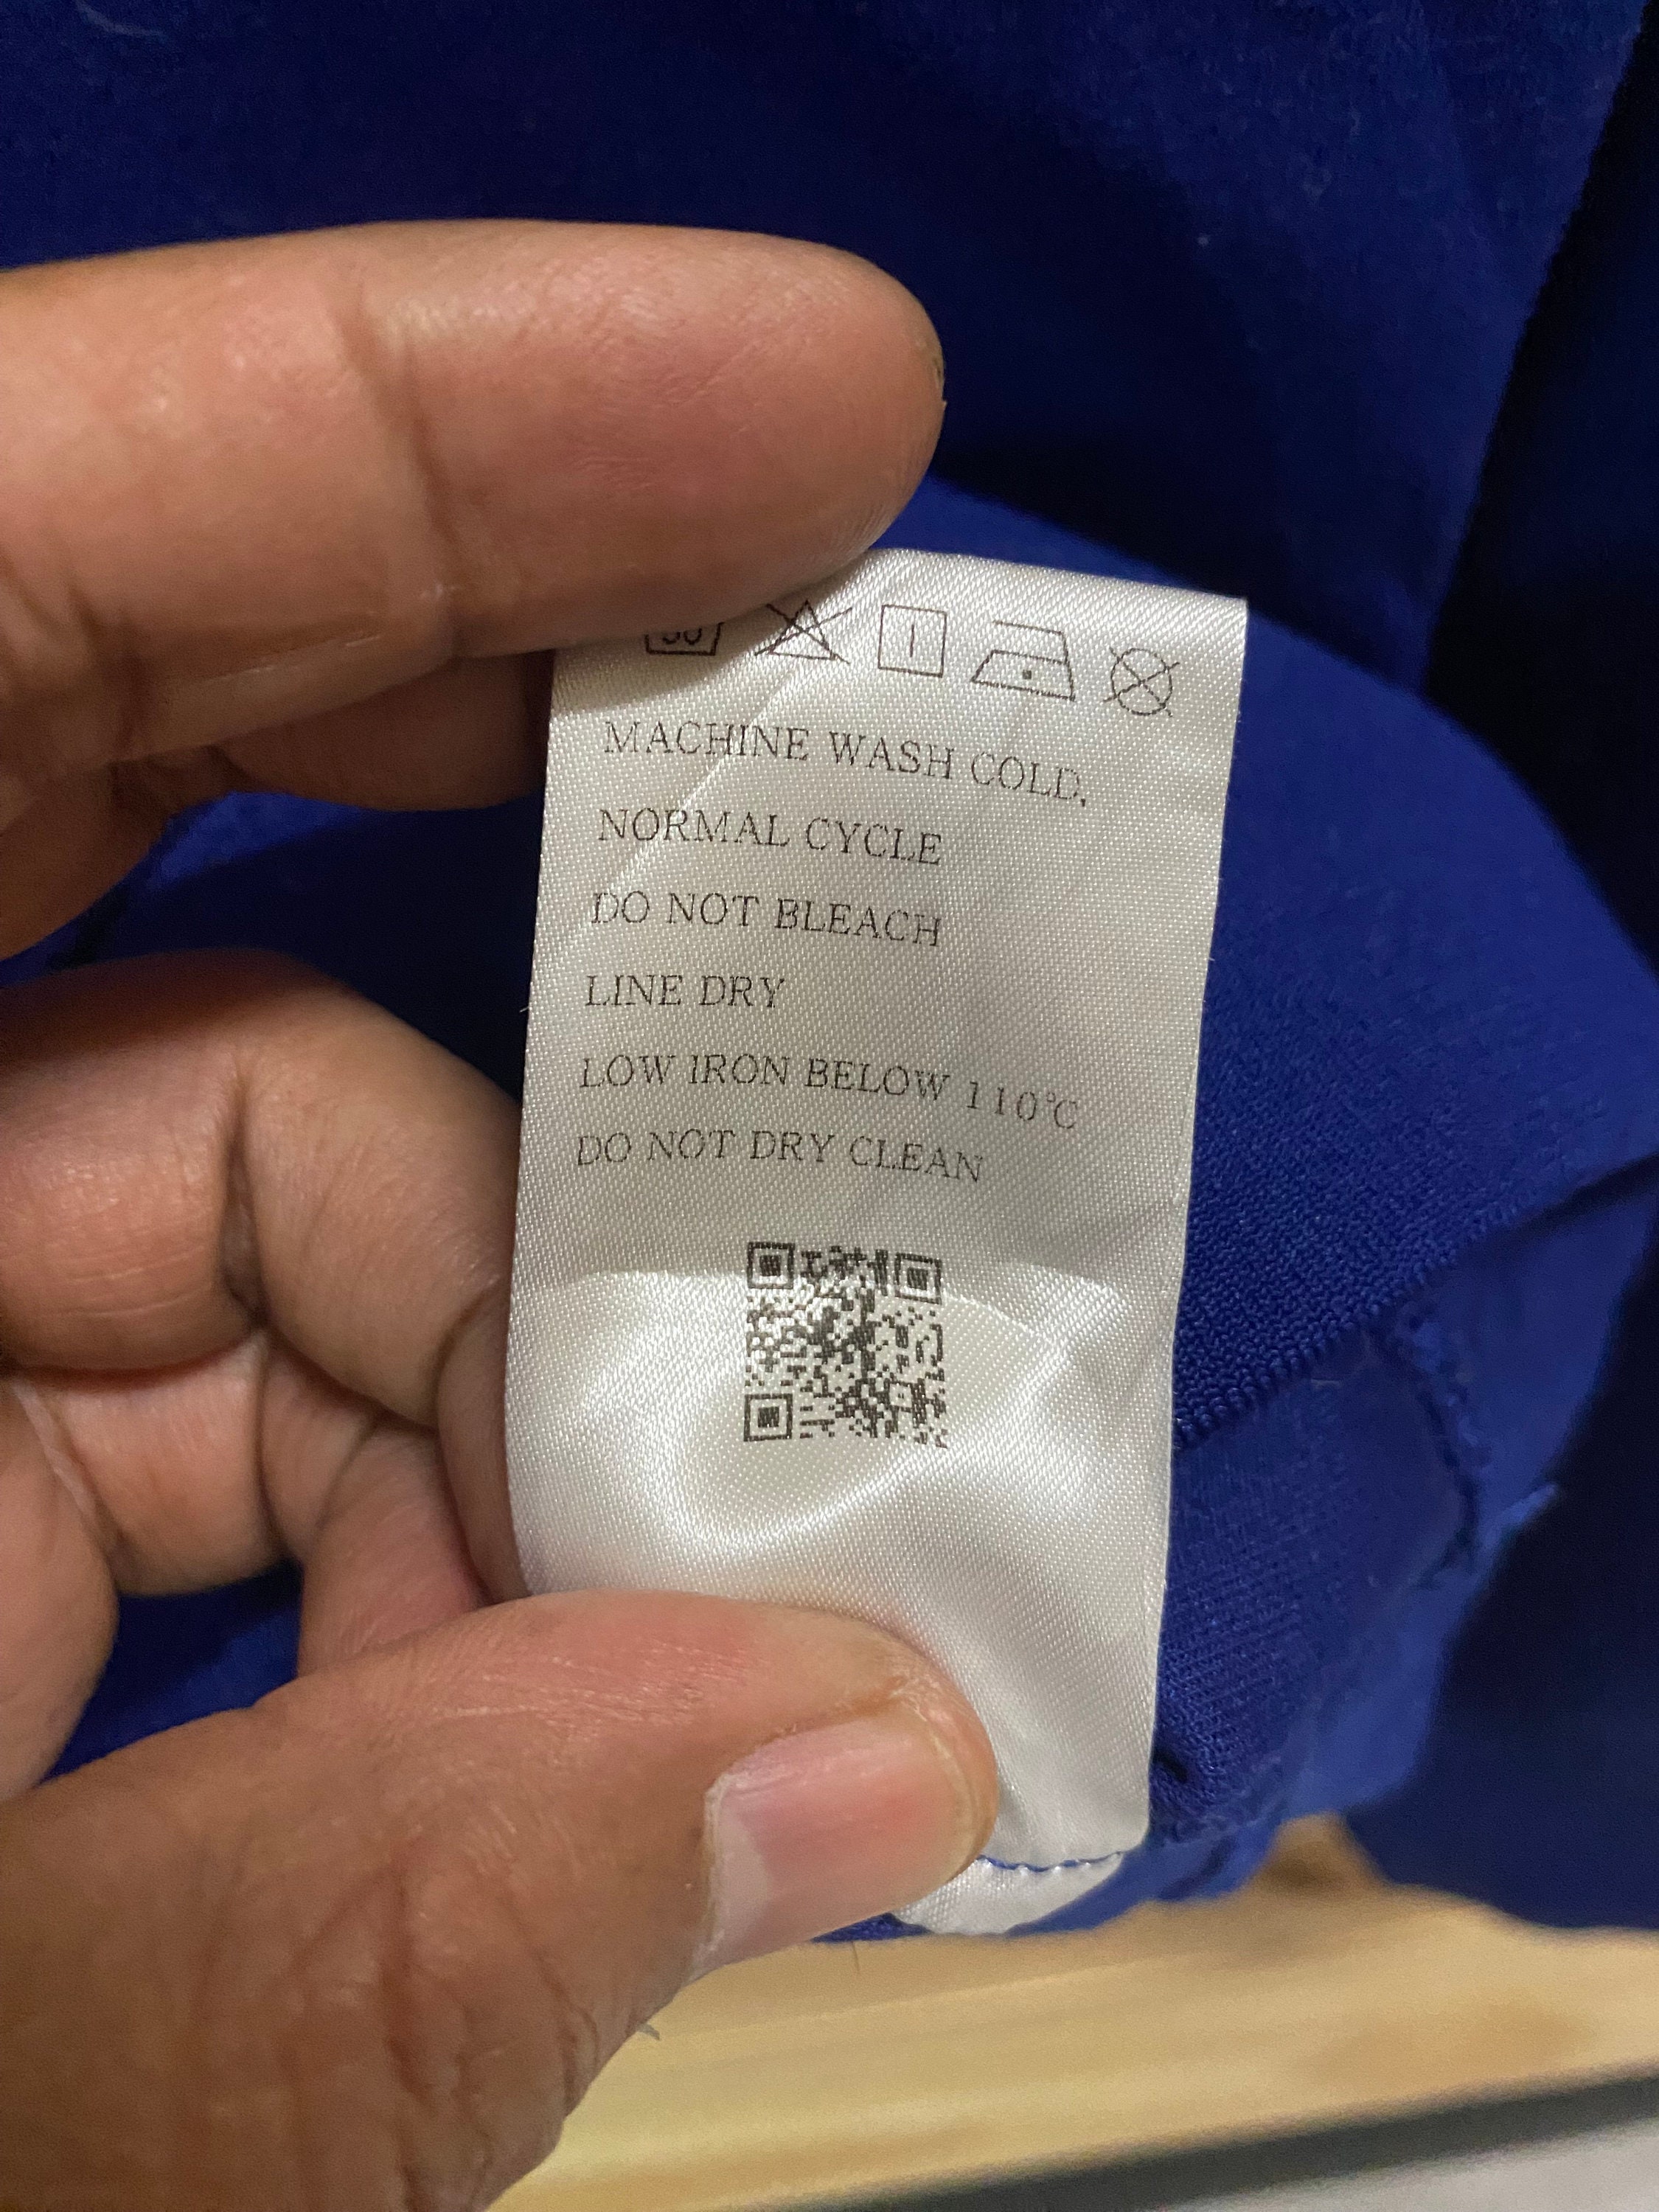 MACHINE WASH COLD.
NORMAL CYCLE
DO NOT BLEACH
LINE DRY
LOW IRON BELOW 110℃
DO NOT DRY CLEAN